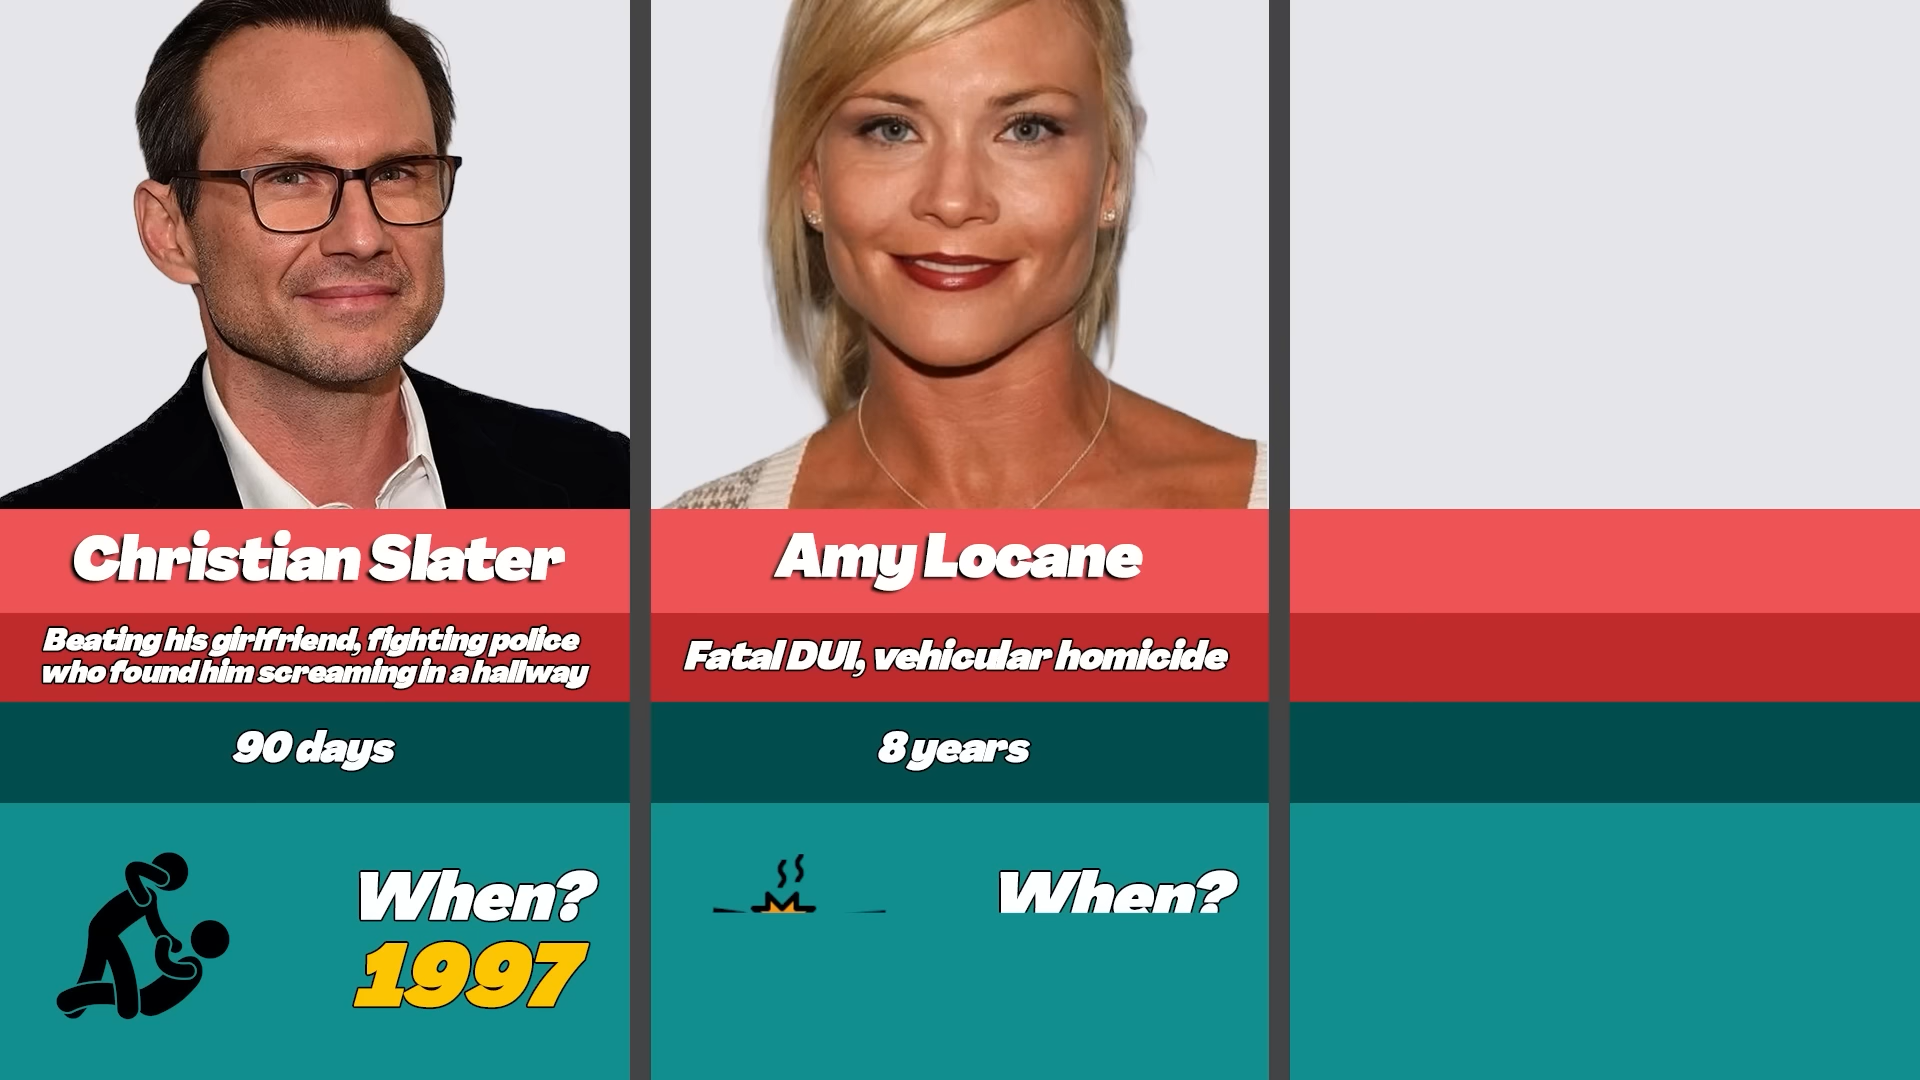 Christian Slater
Beating his girlfriend, fighting police
who found him screaming in a hallway
90 days
When?
1997
Amy Locane
Fatal DUI, vehicular homicide
8 years
When?